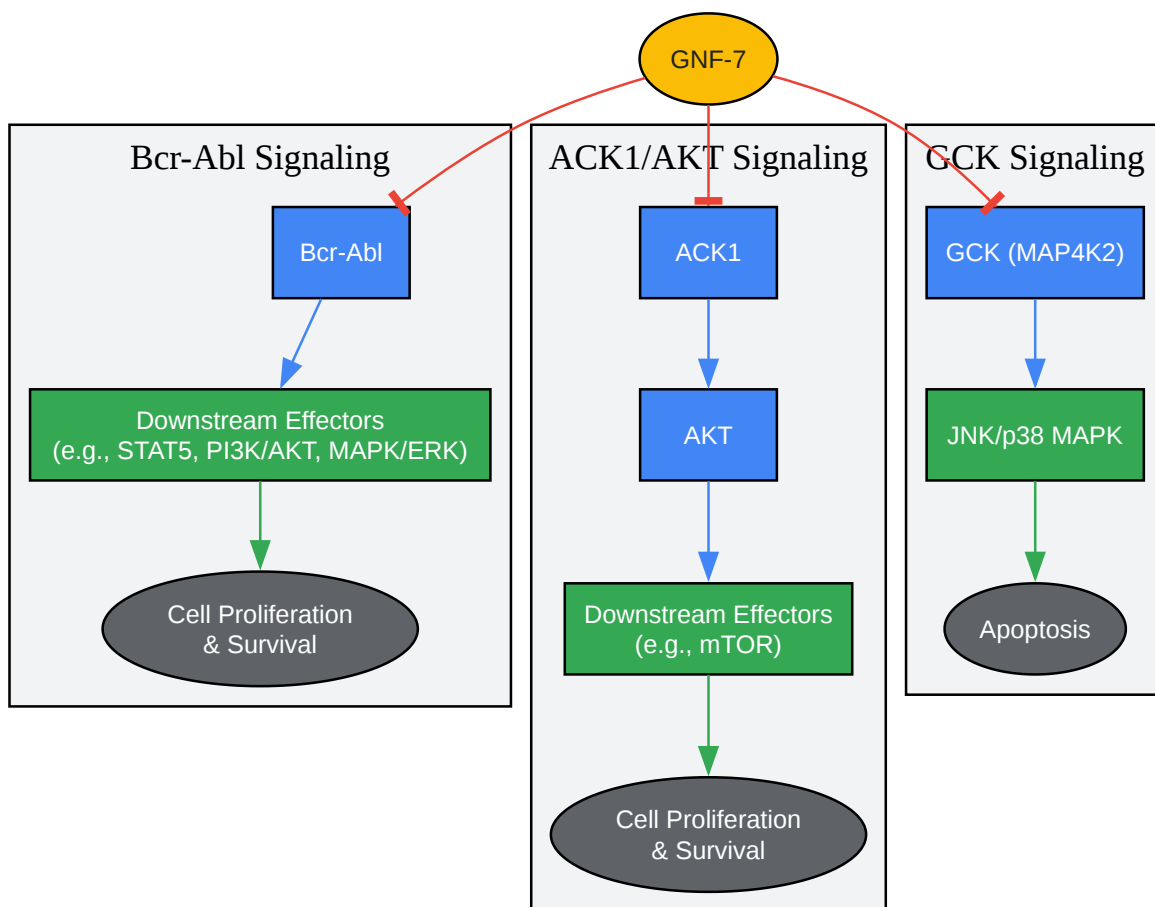 GNF-7
Bcr-Abl Signaling
Bcr-Abl
Downstream Effectors
(e.g., STAT5, PI3K/AKT, MAPK/ERK)
Cell Proliferation
& Survival
ACK1/AKT Signaling
ACK1
AKT
Downstream Effectors
(e.g., mTOR)
Cell Proliferation
& Survival
GCK Signaling
GCK (MAP4K2)
JNK/p38 MAPK
Apoptosis